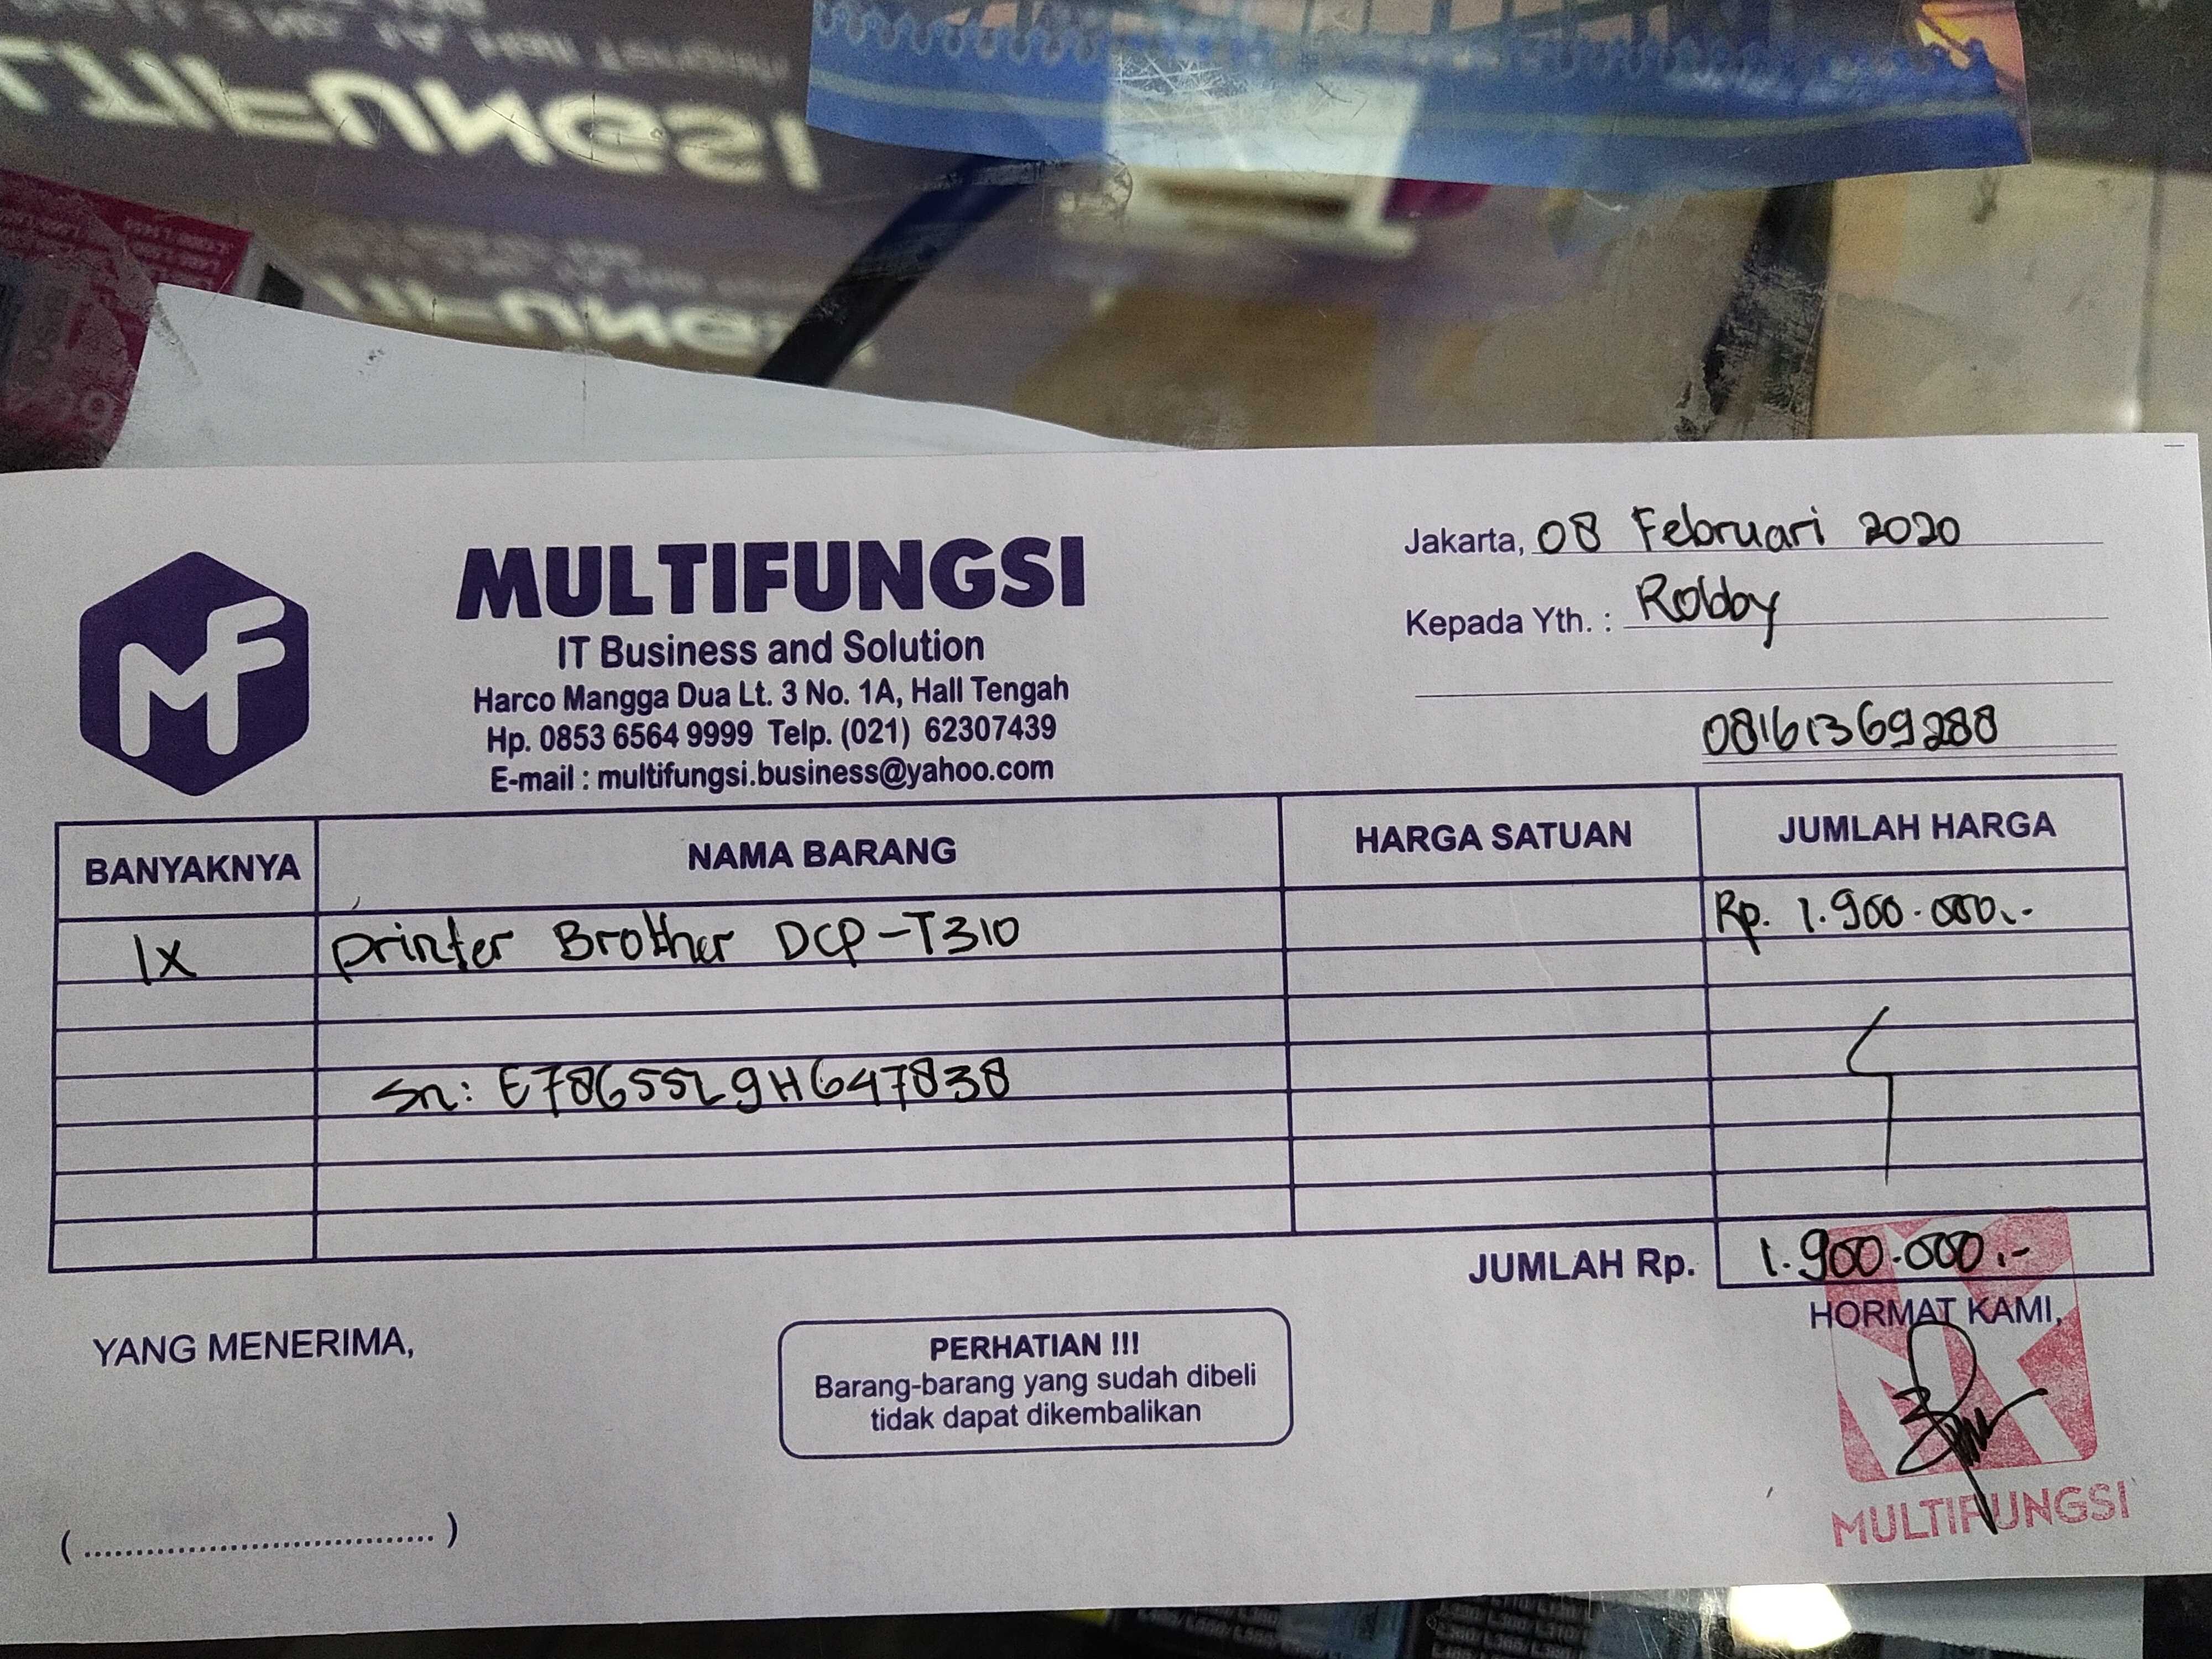 LTIFUNGSI
MF
MULTIFUNGSI
IT Business and Solution
Harco Mangga Dua Lt. 3 No. 1A, Hall Tengah
Hp. 0853 6564 9999 Telp. (021) 62307439
E-mail : multifungsi.business@yahoo.com
Jakarta, 08 Februari 2020
Kepada Yth. : Robby
08161369288
BANYAKNYA NAMA BARANG HARGA SATUAN JUMLAH HARGA
1x printer Brother DCP-T310 Rp. 1.900.000.-
Sn: E78655L9H647838
JUMLAH Rp. 1.900.000.-
YANG MENERIMA,
(....................................)
PERHATIAN !!!
Barang-barang yang sudah dibeli
tidak dapat dikembalikan
HORMAT KAMI,
MULTIFUNGSI